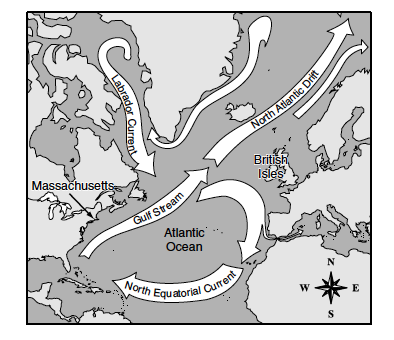 Labrador Current
North Atlantic Drift
British
Isles
Massachusetts
Gulf Stream
Atlantic
Ocean
North Equatorial Current
N
W E
S